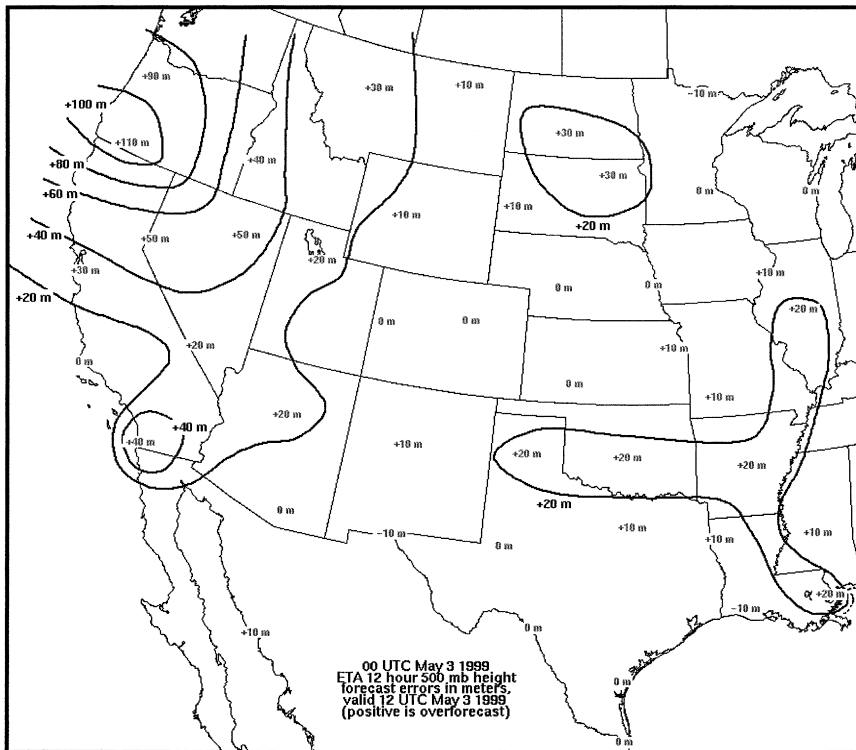 +90 m
+30 m
+10 m
-10 m
+100 m
+110 m
+30 m
+80 m
+40 m
+30 m
0 m
0 m
+60 m
+10 m
+10 m
+20 m
+40 m
+50 m
+50 m
+30 m
+20 m
+10 m
+20 m
0 m
0 m
+20 m
0 m
0 m
+20 m
+10 m
0 m
0 m
+10 m
+20 m
+40 m
+40 m
+10 m
+20 m
+20 m
+20 m
+20 m
0 m
-10 m
0 m
+10 m
+10 m
+10 m
+20 m
-10 m
+10 m
0 m
0 m
0 m
00 UTC May 3 1999
ETA 12 hour 500 mb height
forecast errors in meters,
valid 12 UTC May 3 1999
(positive is overforecast)